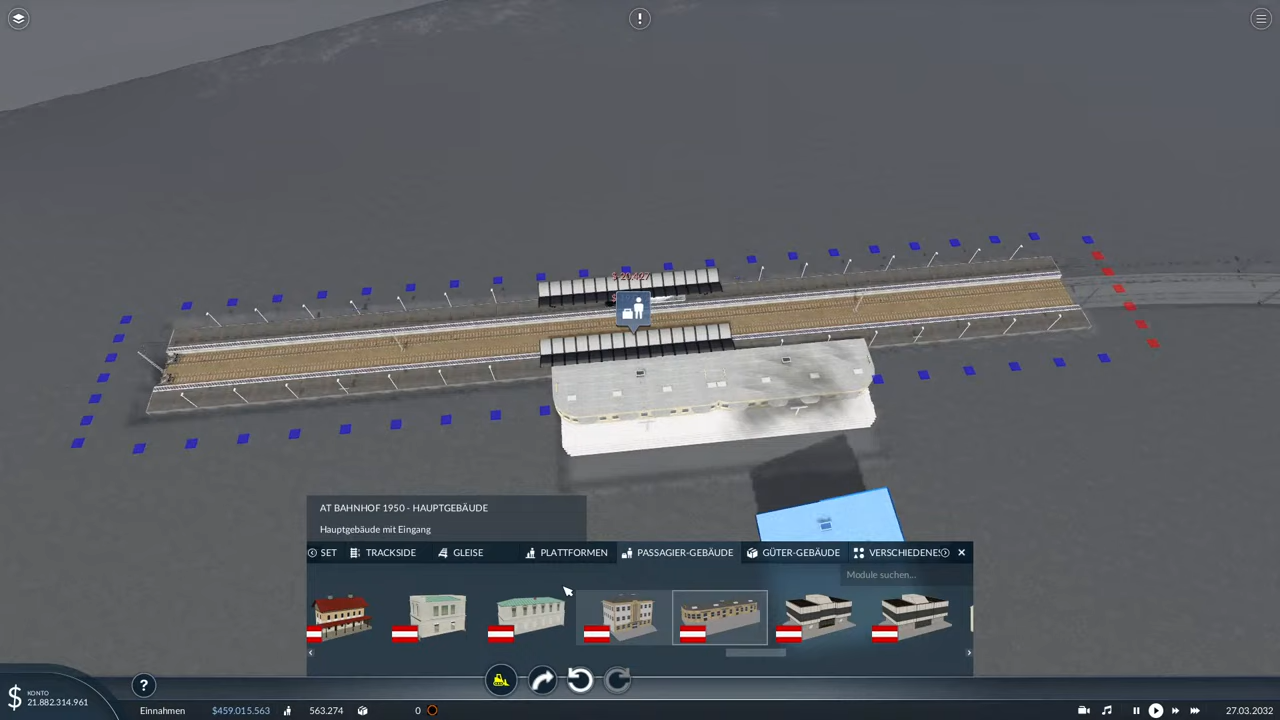 AT BAHNHOF 1950 - HAUPTGEBÄUDE
Hauptgebäude mit Eingang
SET
TRACKSIDE
GLEISE
PLATTFORMEN
PASSAGIER-GEBÄUDE
GÜTER-GEBÄUDE
VERSCHIEDENES
Module suchen...
KONTO
21.882.314.961
Einnahmen
$459.015.563
563.274
0
27.03.2032